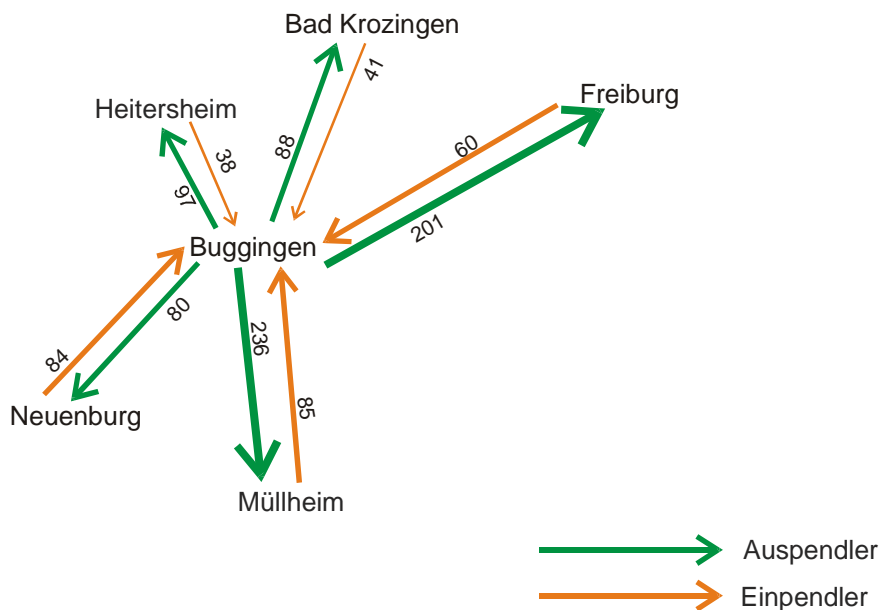 Bad Krozingen
41
Freiburg
Heitersheim
88
60
38
97
201
Buggingen
80
236
84
85
Neuenburg
Müllheim
Auspendler
Einpendler